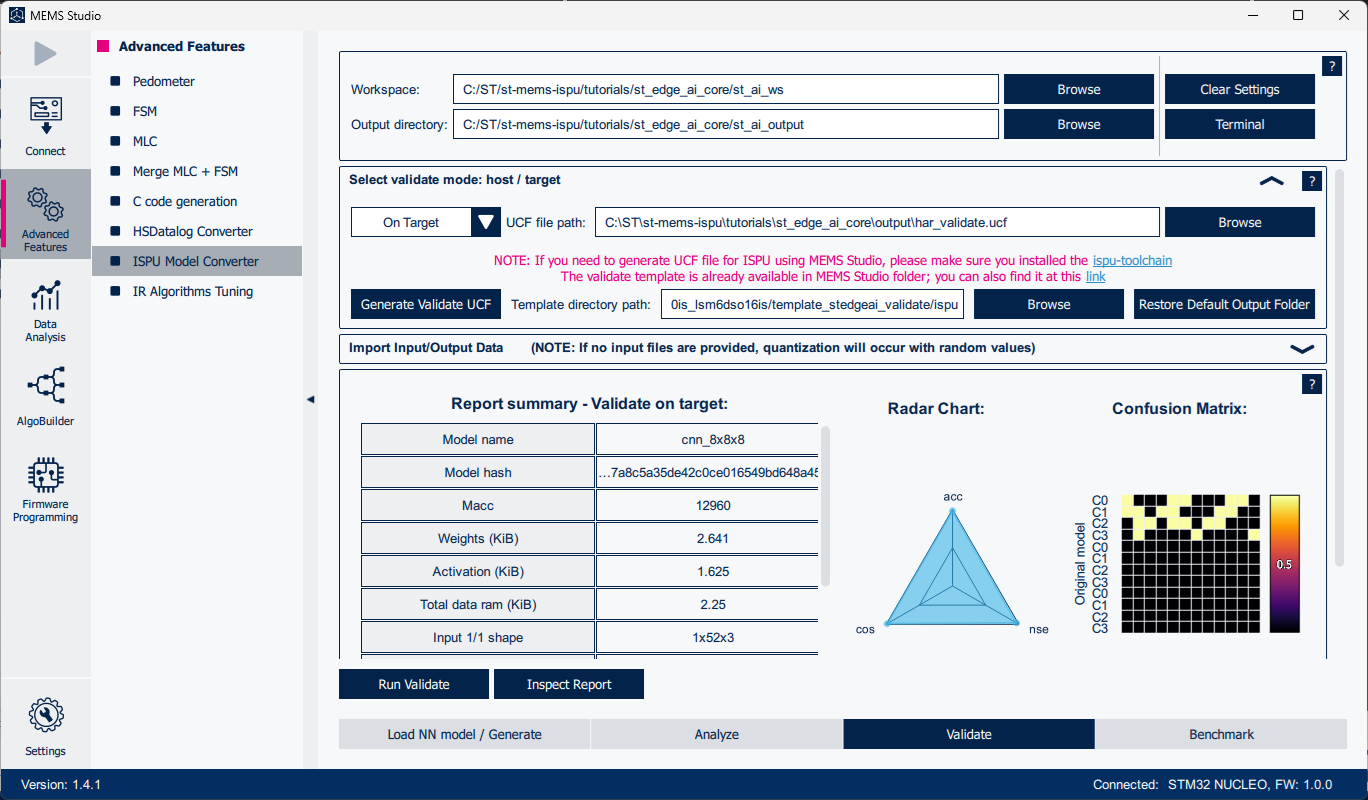 MEMS Studio
Connect
Advanced
Features
Data
Analysis
AlgoBuilder
Firmware
Programming
Settings
Advanced Features
Pedometer
FSM
MLC
Merge MLC + FSM
C code generation
HSDatalog Converter
ISPU Model Converter
IR Algorithms Tuning
?
Workspace: C:/ST/st-mems-ispu/tutorials/st_edge_ai_core/st_ai_ws Browse Clear Settings
Output directory: C:/ST/st-mems-ispu/tutorials/st_edge_ai_core/st_ai_output Browse Terminal
Select validate mode: host / target ?
On Target UCF file path: C:\ST\st-mems-ispu\tutorials\st_edge_ai_core\output\har_validate.ucf Browse
NOTE: If you need to generate UCF file for ISPU using MEMS Studio, please make sure you installed the ispu-toolchain
The validate template is already available in MEMS Studio folder; you can also find it at this link
Generate Validate UCF Template directory path: 0is_lsm6dso16is/template_stedgeai_validate/ispu Browse Restore Default Output Folder
Import Input/Output Data (NOTE: If no input files are provided, quantization will occur with random values)
?
Report summary - Validate on target:
Model name cnn_8x8x8
Model hash ...7a8c5a35de42c0ce016549bd648a45
Macc 12960
Weights (KiB) 2.641
Activation (KiB) 1.625
Total data ram (KiB) 2.25
Input 1/1 shape 1x52x3
Radar Chart:
acc
cos
nse
Confusion Matrix:
Original model
C0
C1
C2
C3
C0
C1
C2
C3
C0
C1
C2
C3
0.5
Run Validate Inspect Report
Load NN model / Generate Analyze Validate Benchmark
Version: 1.4.1 Connected: STM32 NUCLEO, FW: 1.0.0